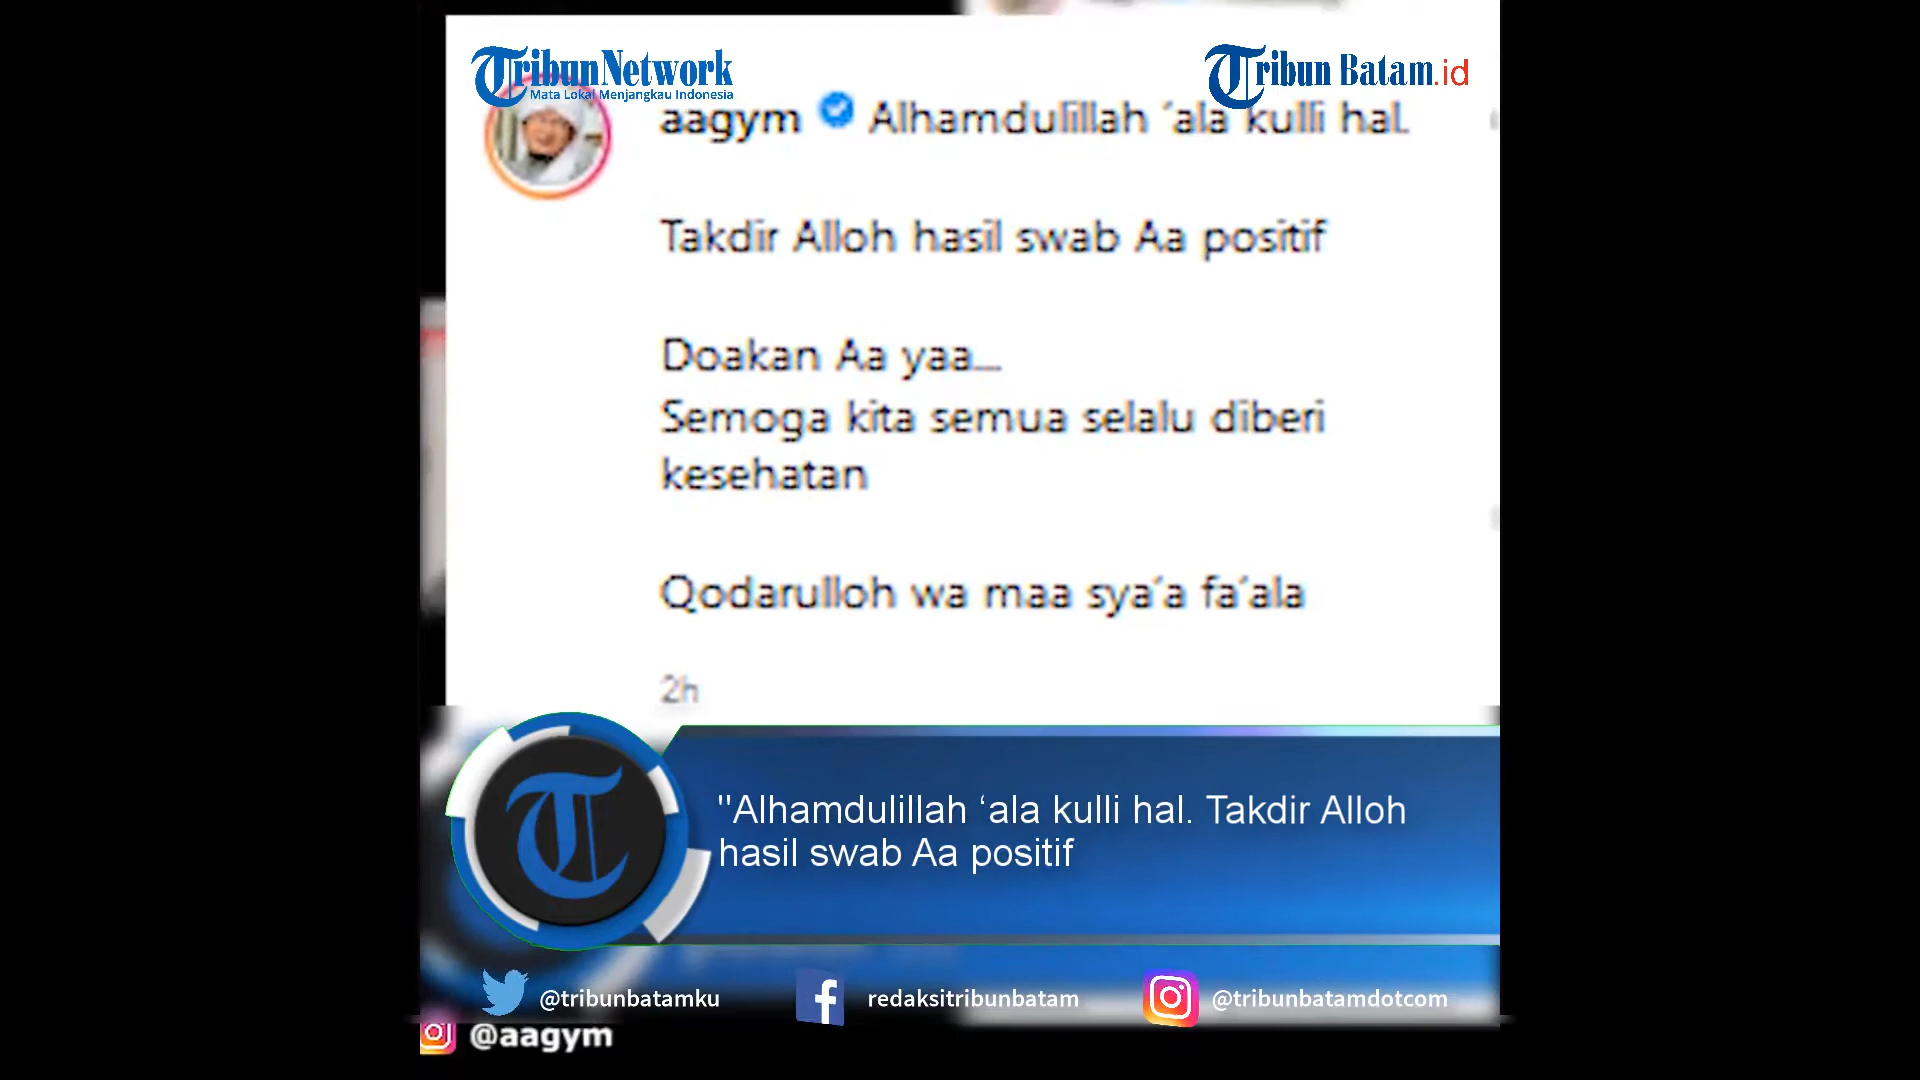 Tribun Network
Mata Lokal Menjangkau Indonesia
Tribun Batam.id
aagym Alhamdulillah ´ala kulli hal.
Takdir Alloh hasil swab Aa positif
Doakan Aa yaa...
Semoga kita semua selalu diberi
kesehatan
Qodarulloh wa maa sya´a fa´ala
2h
"Alhamdulillah ‘ala kulli hal. Takdir Alloh
hasil swab Aa positif
@tribunbatamku
redaksitribunbatam
@tribunbatamdotcom
@aagym